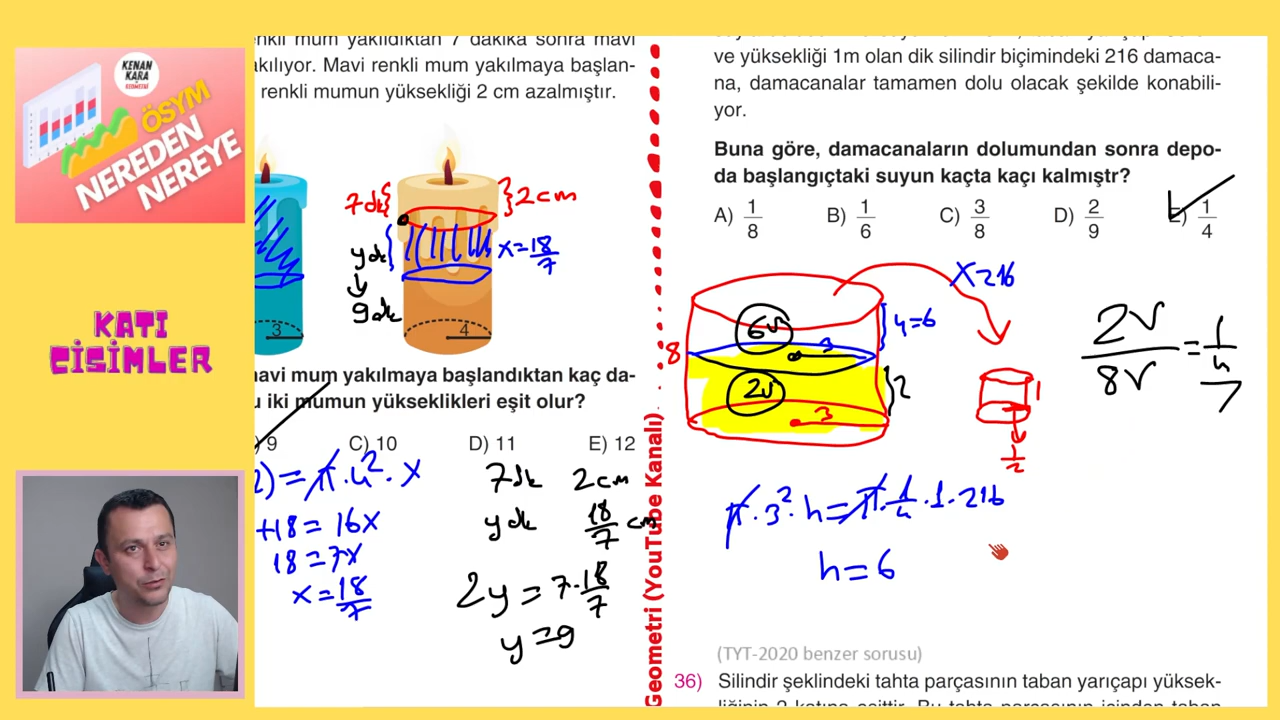 KENAN
KARA
GEOMETRİ
ÖSYM
NEREDEN
NEREYE
KATI
CİSİMLER
mum yakıldıktan 7 dakika sonra mavi
renkli mumun yüksekliği 2 cm azalmıştır.
Mavi renkli mum yakılmaya başlan-
7dk
2cm
ydk
x=18/7
9dk
3
4
mum yakılmaya başlandıktan kaç da-
iki mumun yükseklikleri eşit olur?
9
C) 10
D) 11
E) 12
2) = π.4².x
+18 = 16x
18 = 7x
x = 18/7
7dk 2cm
ydk 18/7 cm
2y = 7.18/7
y = 9
Geometri (YouTube Kanalı)
ve yüksekliği 1m olan dik silindir biçimindeki 216 damaca-
na, damacanalar tamamen dolu olacak şekilde konabili-
yor.
Buna göre, damacanaların dolumundan sonra depo-
da başlangıçtaki suyun kaçta kaçı kalmıştr?
A) 1/8
B) 1/6
C) 3/8
D) 2/9
E) 1/4
x216
6v
h=6
3
8
2v
2
3
1
1/2
2v/8v = 1/4
π.3².h = π.1/4.1.216
h = 6
(TYT-2020 benzer sorusu)
36) Silindir şeklindeki tahta parçasının taban yarıçapı yüksek-